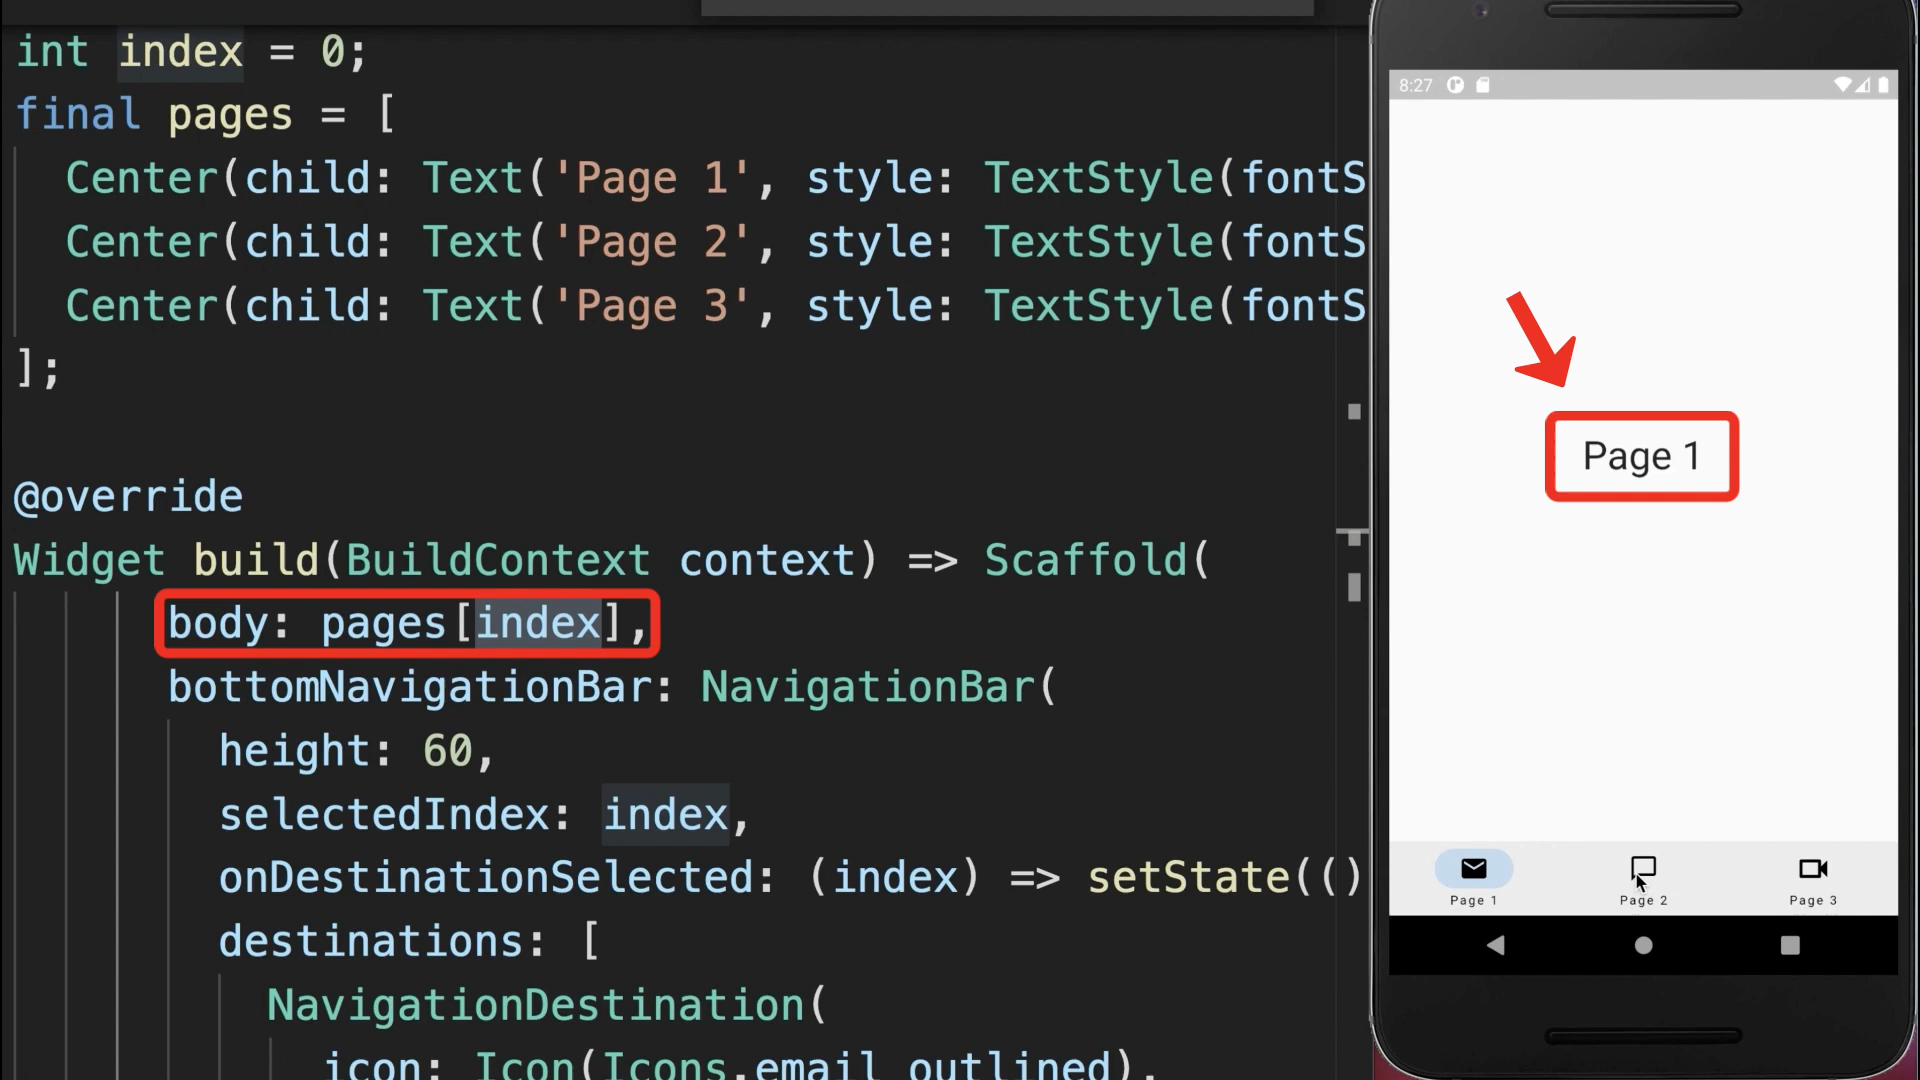 int index = 0;
final pages = [
Center(child: Text('Page 1', style: TextStyle(fontS
Center(child: Text('Page 2', style: TextStyle(fontS
Center(child: Text('Page 3', style: TextStyle(fontS
];
@override
Widget build(BuildContext context) => Scaffold(
body: pages[index],
bottomNavigationBar: NavigationBar(
height: 60,
selectedIndex: index,
onDestinationSelected: (index) => setState(()
destinations: [
NavigationDestination(
icon: Icon(Icons.email_outlined),
8:27
Page 1
Page 1
Page 2
Page 3